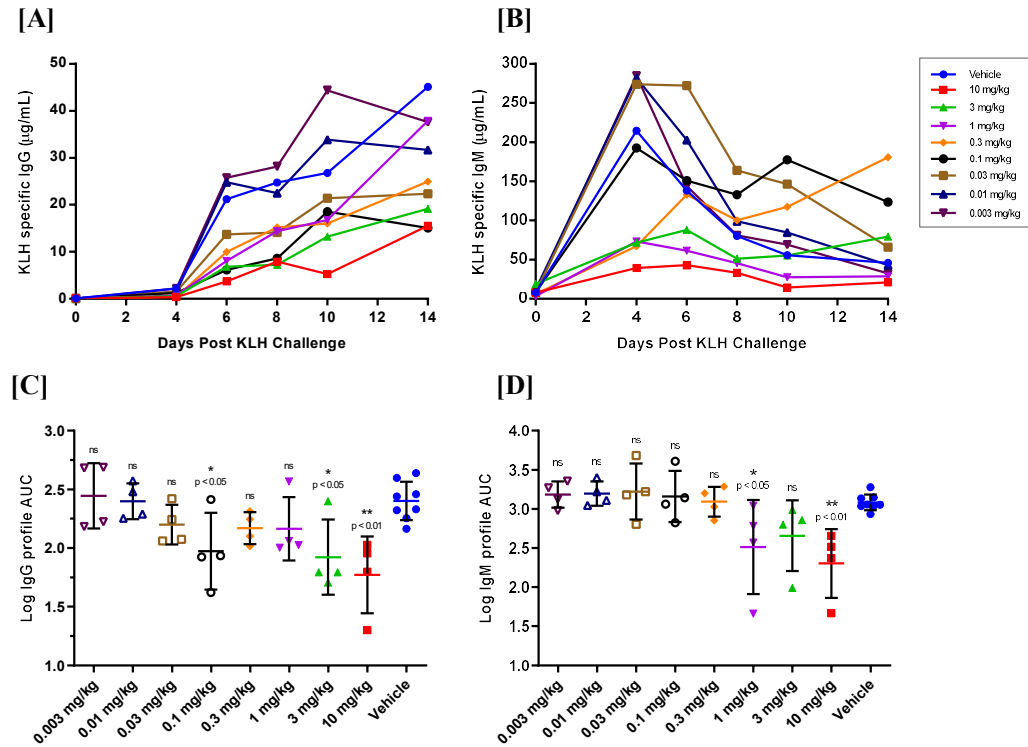 [A]
KLH specific IgG (μg/mL)
50
40
30
20
10
0
0 2 4 6 8 10 12 14
Days Post KLH Challenge
[B]
KLH specific IgM (μg/mL)
300
250
200
150
100
50
0
0 2 4 6 8 10 12 14
Days Post KLH Challenge
Vehicle
10 mg/kg
3 mg/kg
1 mg/kg
0.3 mg/kg
0.1 mg/kg
0.03 mg/kg
0.01 mg/kg
0.003 mg/kg
[C]
Log IgG profile AUC
3.0
2.5
2.0
1.5
1.0
ns
ns
ns
*
p < 0.05
ns
ns
*
p < 0.05
**
p < 0.01
0.003 mg/kg
0.01 mg/kg
0.03 mg/kg
0.1 mg/kg
0.3 mg/kg
1 mg/kg
3 mg/kg
10 mg/kg
Vehicle
[D]
Log IgM profile AUC
4.0
3.5
3.0
2.5
2.0
1.5
1.0
ns
ns
ns
ns
ns
*
p < 0.05
ns
**
p < 0.01
0.003 mg/kg
0.01 mg/kg
0.03 mg/kg
0.1 mg/kg
0.3 mg/kg
1 mg/kg
3 mg/kg
10 mg/kg
Vehicle